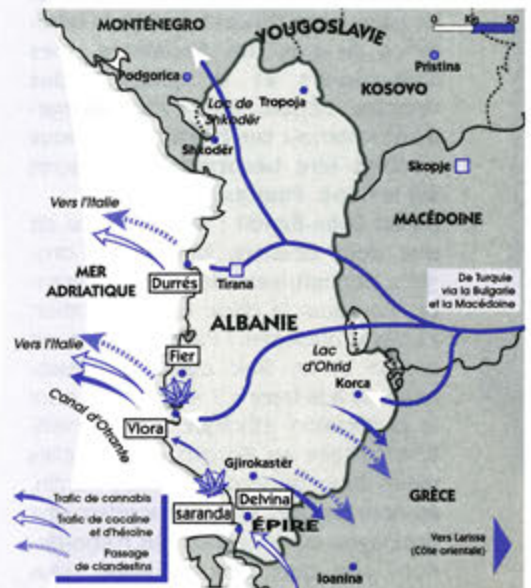 MONTÉNEGRO
YOUGOSLAVIE
0 Km 50
Podgorica
Pristina
Lac de
Shkodër
Tropoja
KOSOVO
Shkodër
Skopje
Vers l'Italie
MACÉDOINE
MER
ADRIATIQUE
Durrës
Tirana
De Turquie
via la Bulgarie
et la Macédoine
ALBANIE
Vers l'Italie
Fier
Lac
d'Ohrid
Korca
Canal d'Otrante
Vlora
Gjirokastër
Delvina
saranda
ÉPIRE
GRÈCE
Trafic de cannabis
Trafic de cocaïne
et d'héroïne
Passage
de clandestins
Vers Larissa
(Côte orientale)
Ioanina